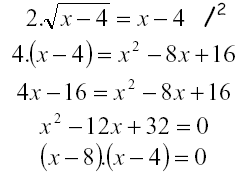 2.√(x−4) = x−4  /²
4.(x−4) = x² − 8x + 16
4x − 16 = x² − 8x + 16
x² − 12x + 32 = 0
(x−8).(x−4) = 0